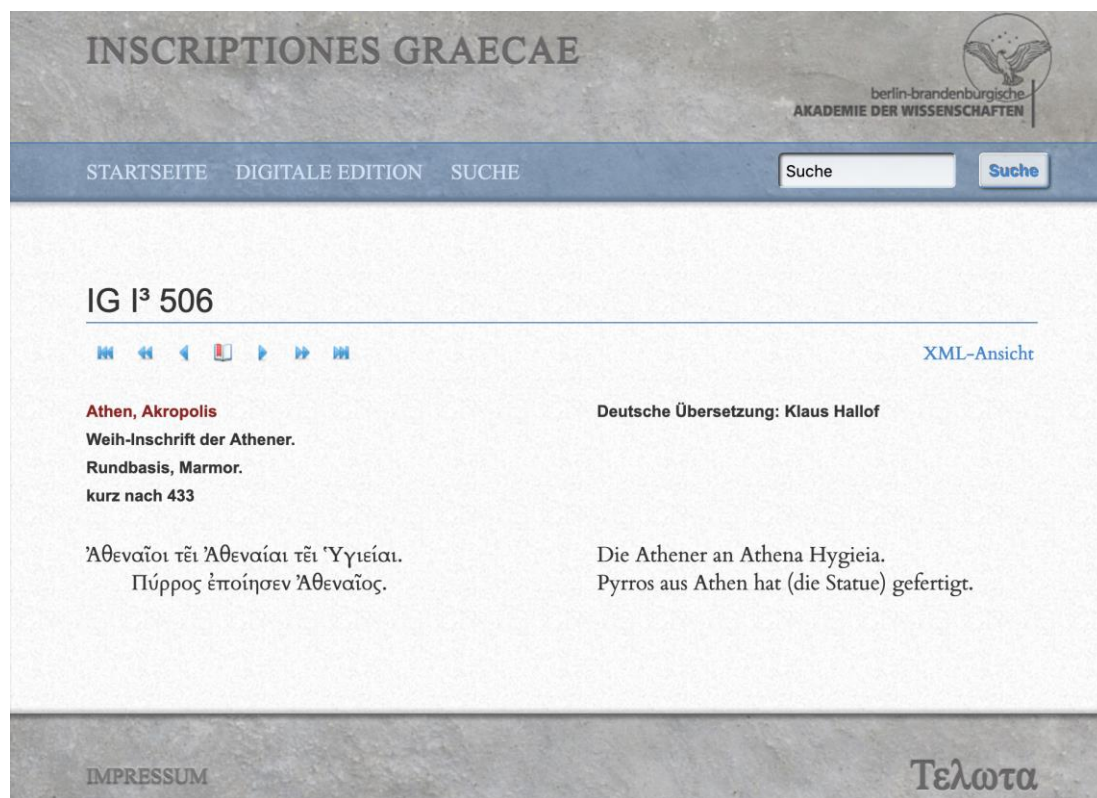 INSCRIPTIONES GRAECAE
berlin-brandenburgische
AKADEMIE DER WISSENSCHAFTEN
STARTSEITE DIGITALE EDITION SUCHE Suche Suche
IG I³ 506
XML-Ansicht
Athen, Akropolis
Weih-Inschrift der Athener.
Rundbasis, Marmor.
kurz nach 433
Deutsche Übersetzung: Klaus Hallof
Ἀθεναῖοι τε͂ι Ἀθεναίαι τε͂ι Ὑγιείαι.
Πύρρος ἐποίησεν Ἀθεναῖος.
Die Athener an Athena Hygieia.
Pyrros aus Athen hat (die Statue) gefertigt.
IMPRESSUM
Τελωτα